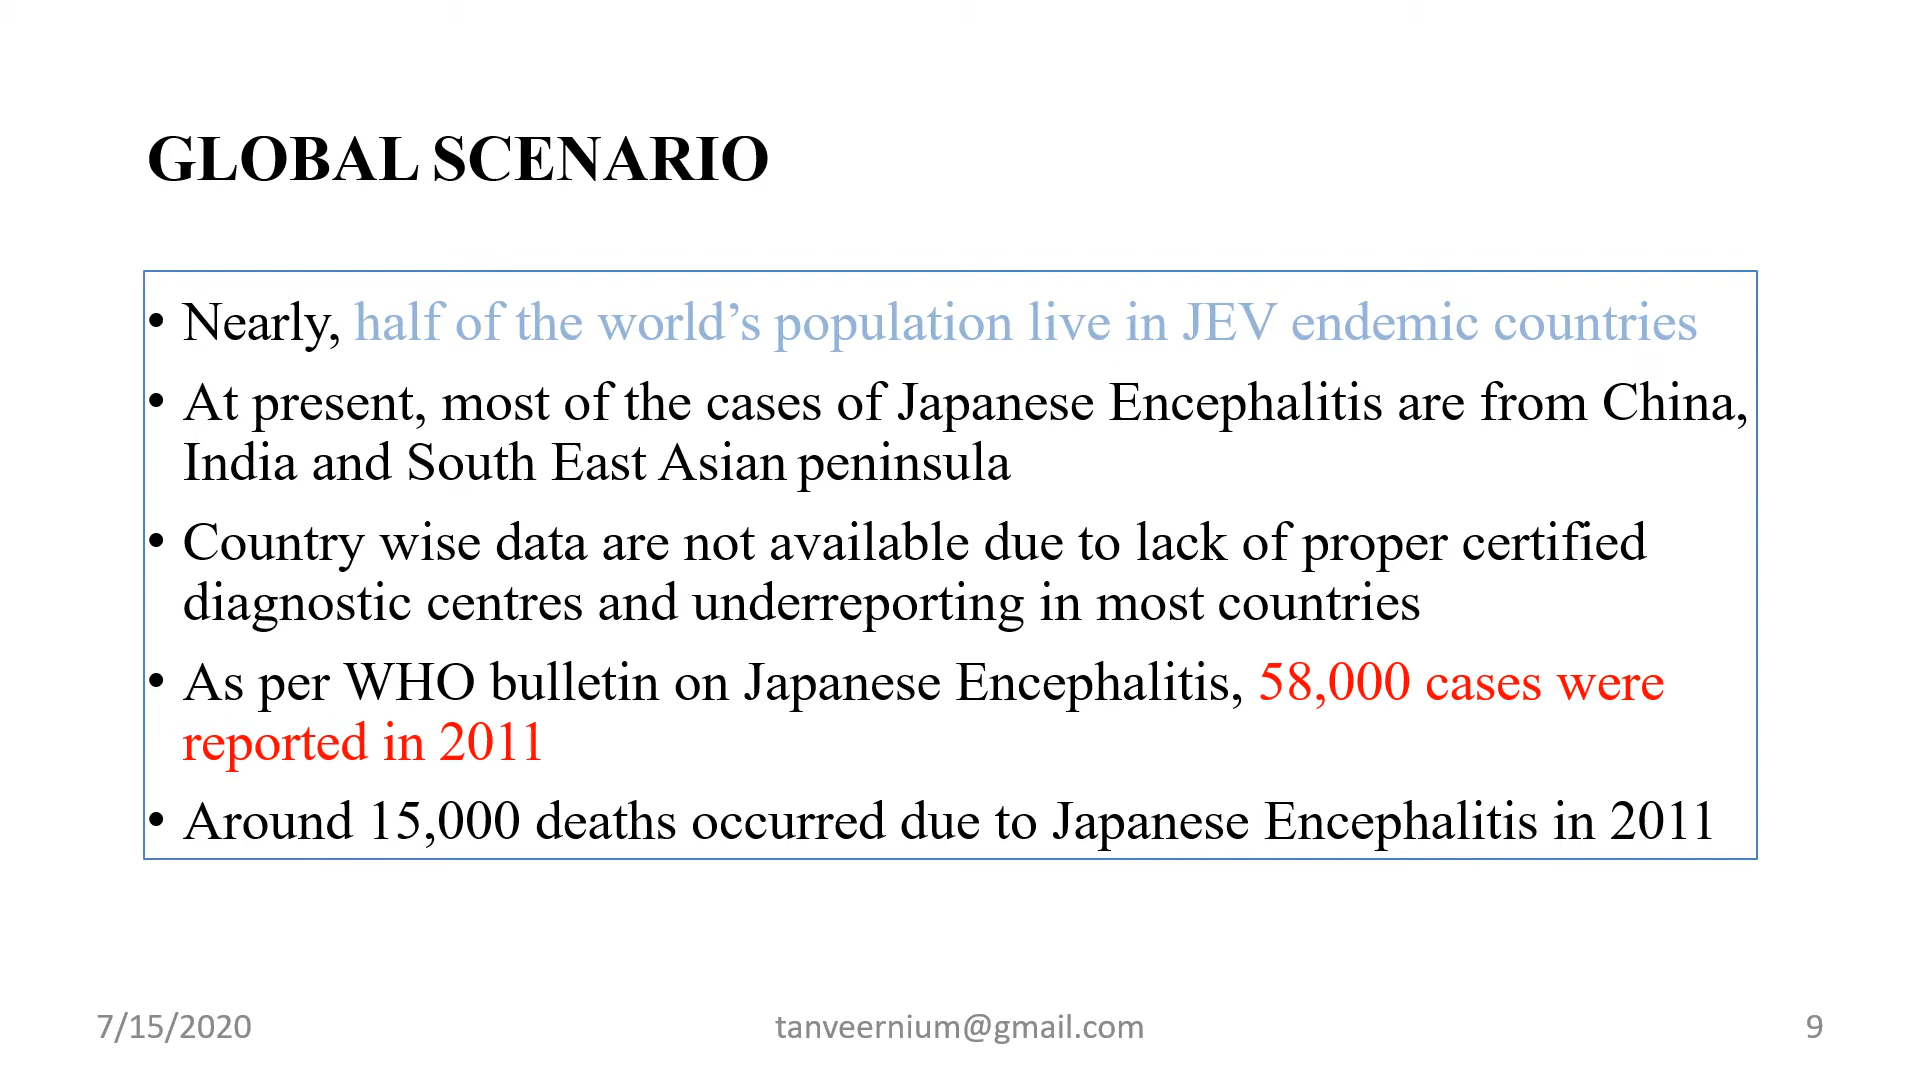 GLOBAL SCENARIO
• Nearly, half of the world’s population live in JEV endemic countries
• At present, most of the cases of Japanese Encephalitis are from China,
India and South East Asian peninsula
• Country wise data are not available due to lack of proper certified
diagnostic centres and underreporting in most countries
• As per WHO bulletin on Japanese Encephalitis, 58,000 cases were
reported in 2011
• Around 15,000 deaths occurred due to Japanese Encephalitis in 2011
7/15/2020
tanveernium@gmail.com
9